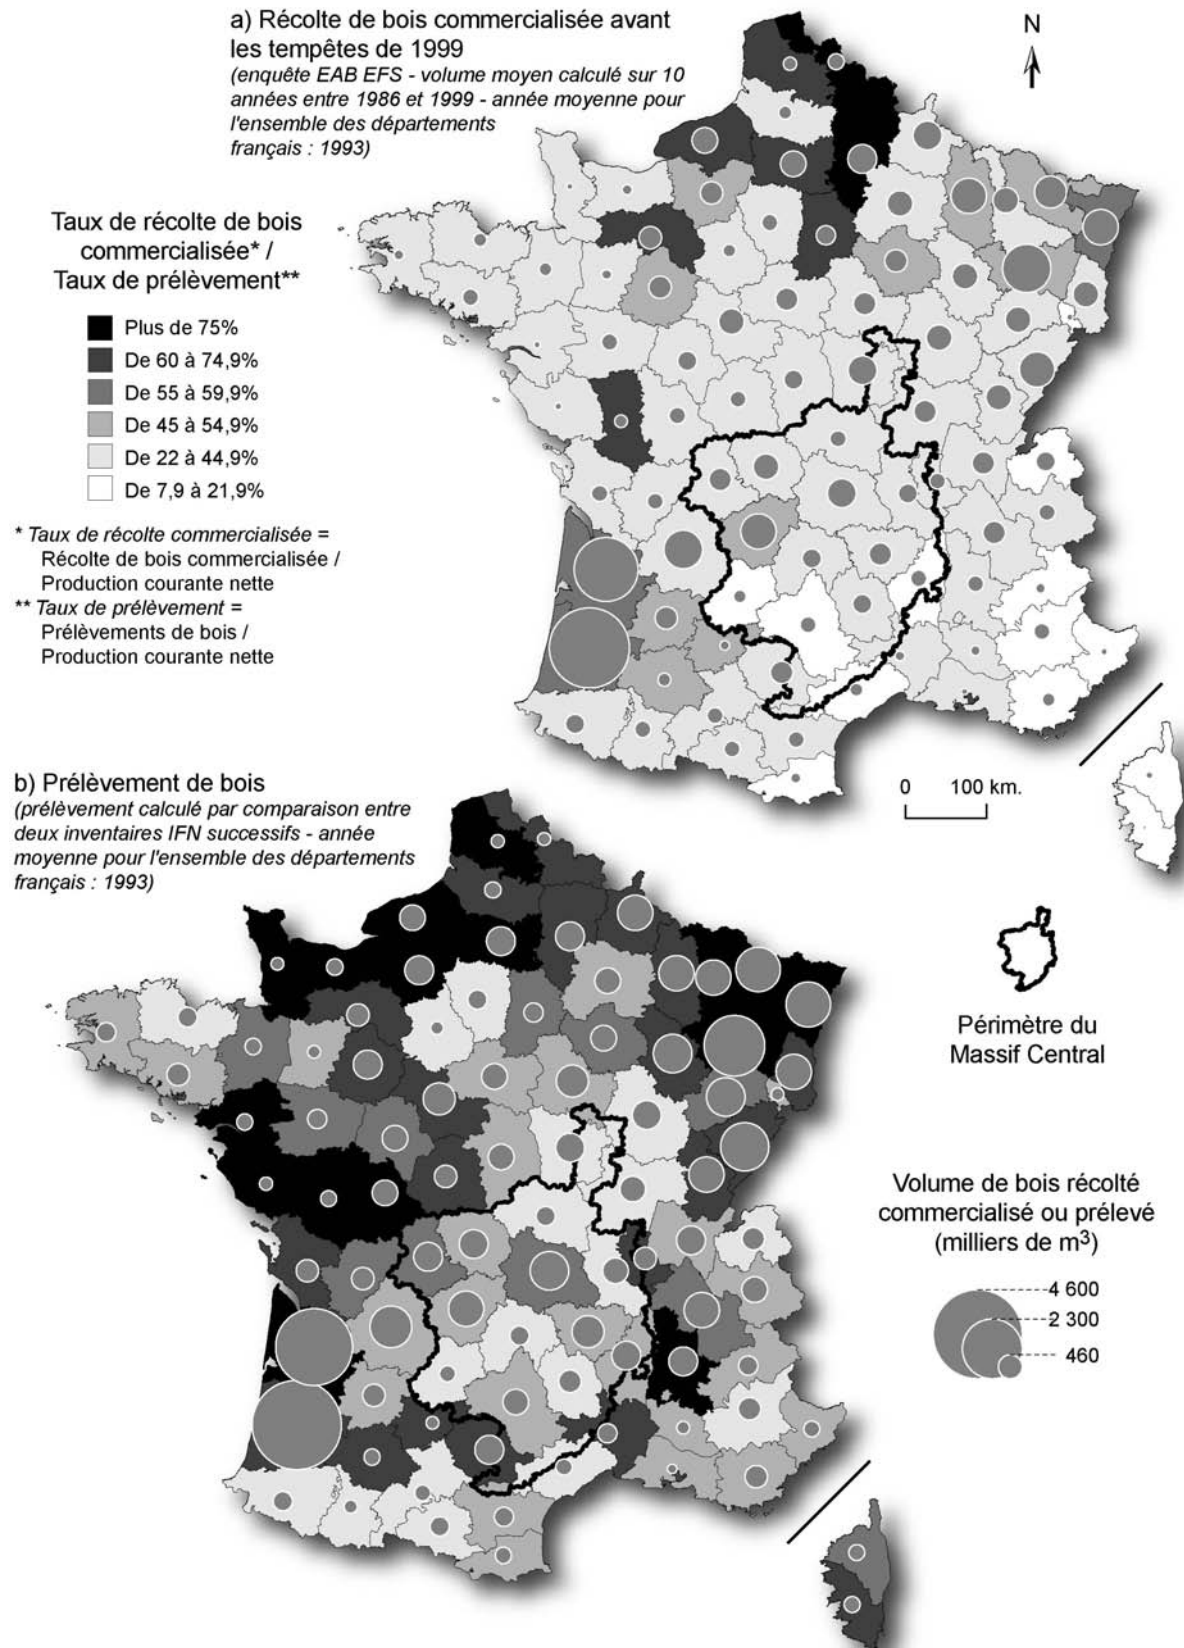 a) Récolte de bois commercialisée avant
les tempêtes de 1999
(enquête EAB EFS - volume moyen calculé sur 10
années entre 1986 et 1999 - année moyenne pour
l'ensemble des départements
français : 1993)
N
Taux de récolte de bois
commercialisée* /
Taux de prélèvement**
Plus de 75%
De 60 à 74,9%
De 55 à 59,9%
De 45 à 54,9%
De 22 à 44,9%
De 7,9 à 21,9%
* Taux de récolte commercialisée =
Récolte de bois commercialisée /
Production courante nette
** Taux de prélèvement =
Prélèvements de bois /
Production courante nette
0 100 km.
b) Prélèvement de bois
(prélèvement calculé par comparaison entre
deux inventaires IFN successifs - année
moyenne pour l'ensemble des départements
français : 1993)
Périmètre du
Massif Central
Volume de bois récolté
commercialisé ou prélevé
(milliers de m³)
4 600
2 300
460